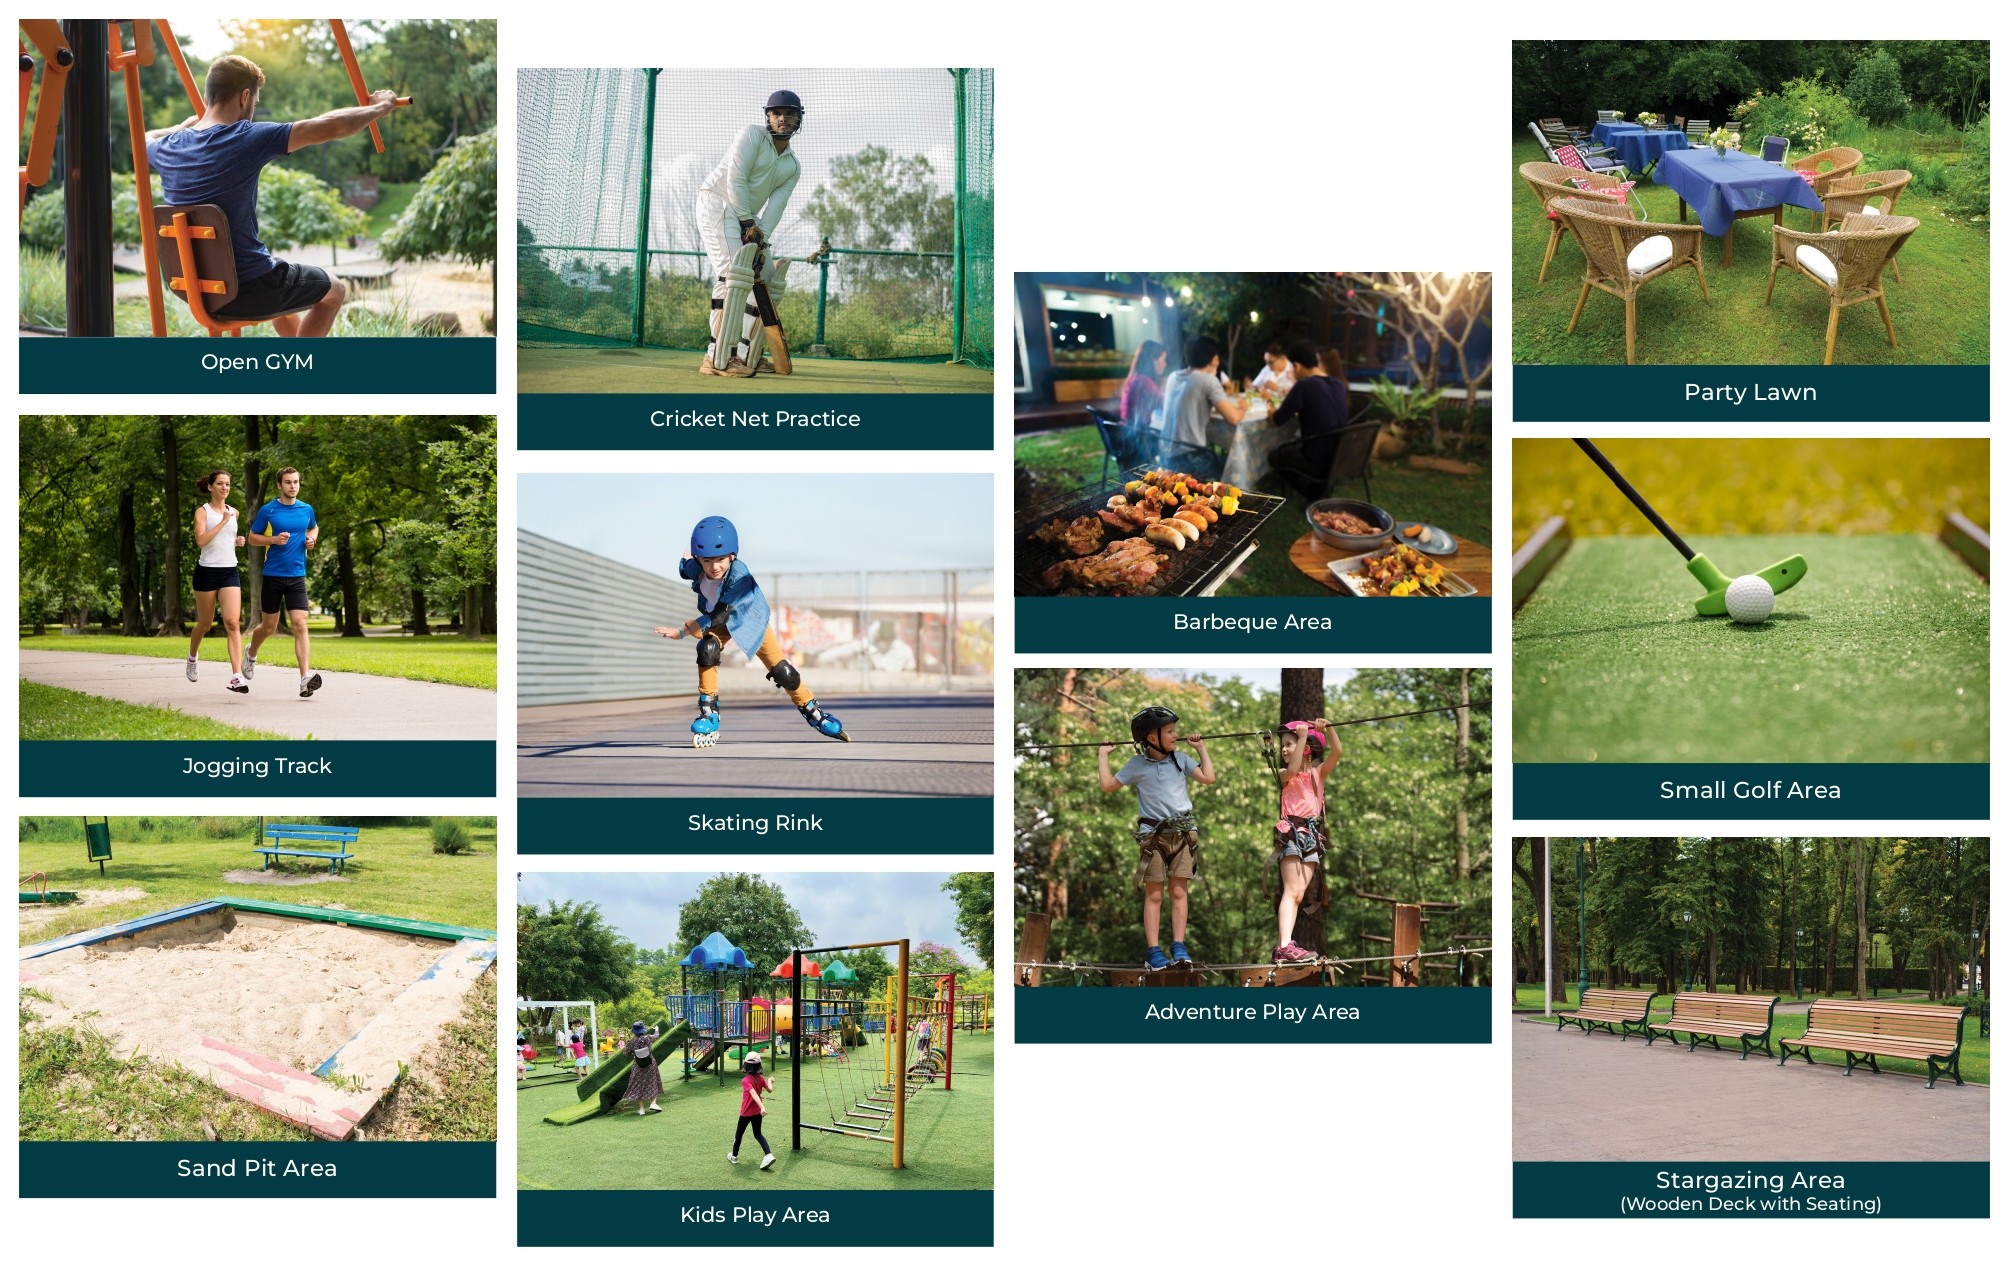 Open GYM
Jogging Track
Sand Pit Area
Cricket Net Practice
Skating Rink
Kids Play Area
Barbeque Area
Adventure Play Area
Party Lawn
Small Golf Area
Stargazing Area
(Wooden Deck with Seating)